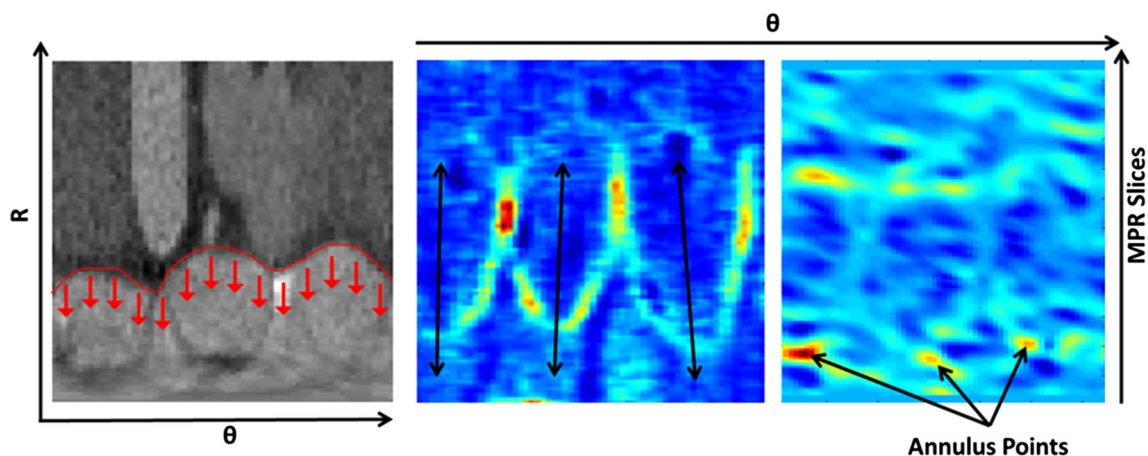 θ
R
MPR Slices
θ
Annulus Points